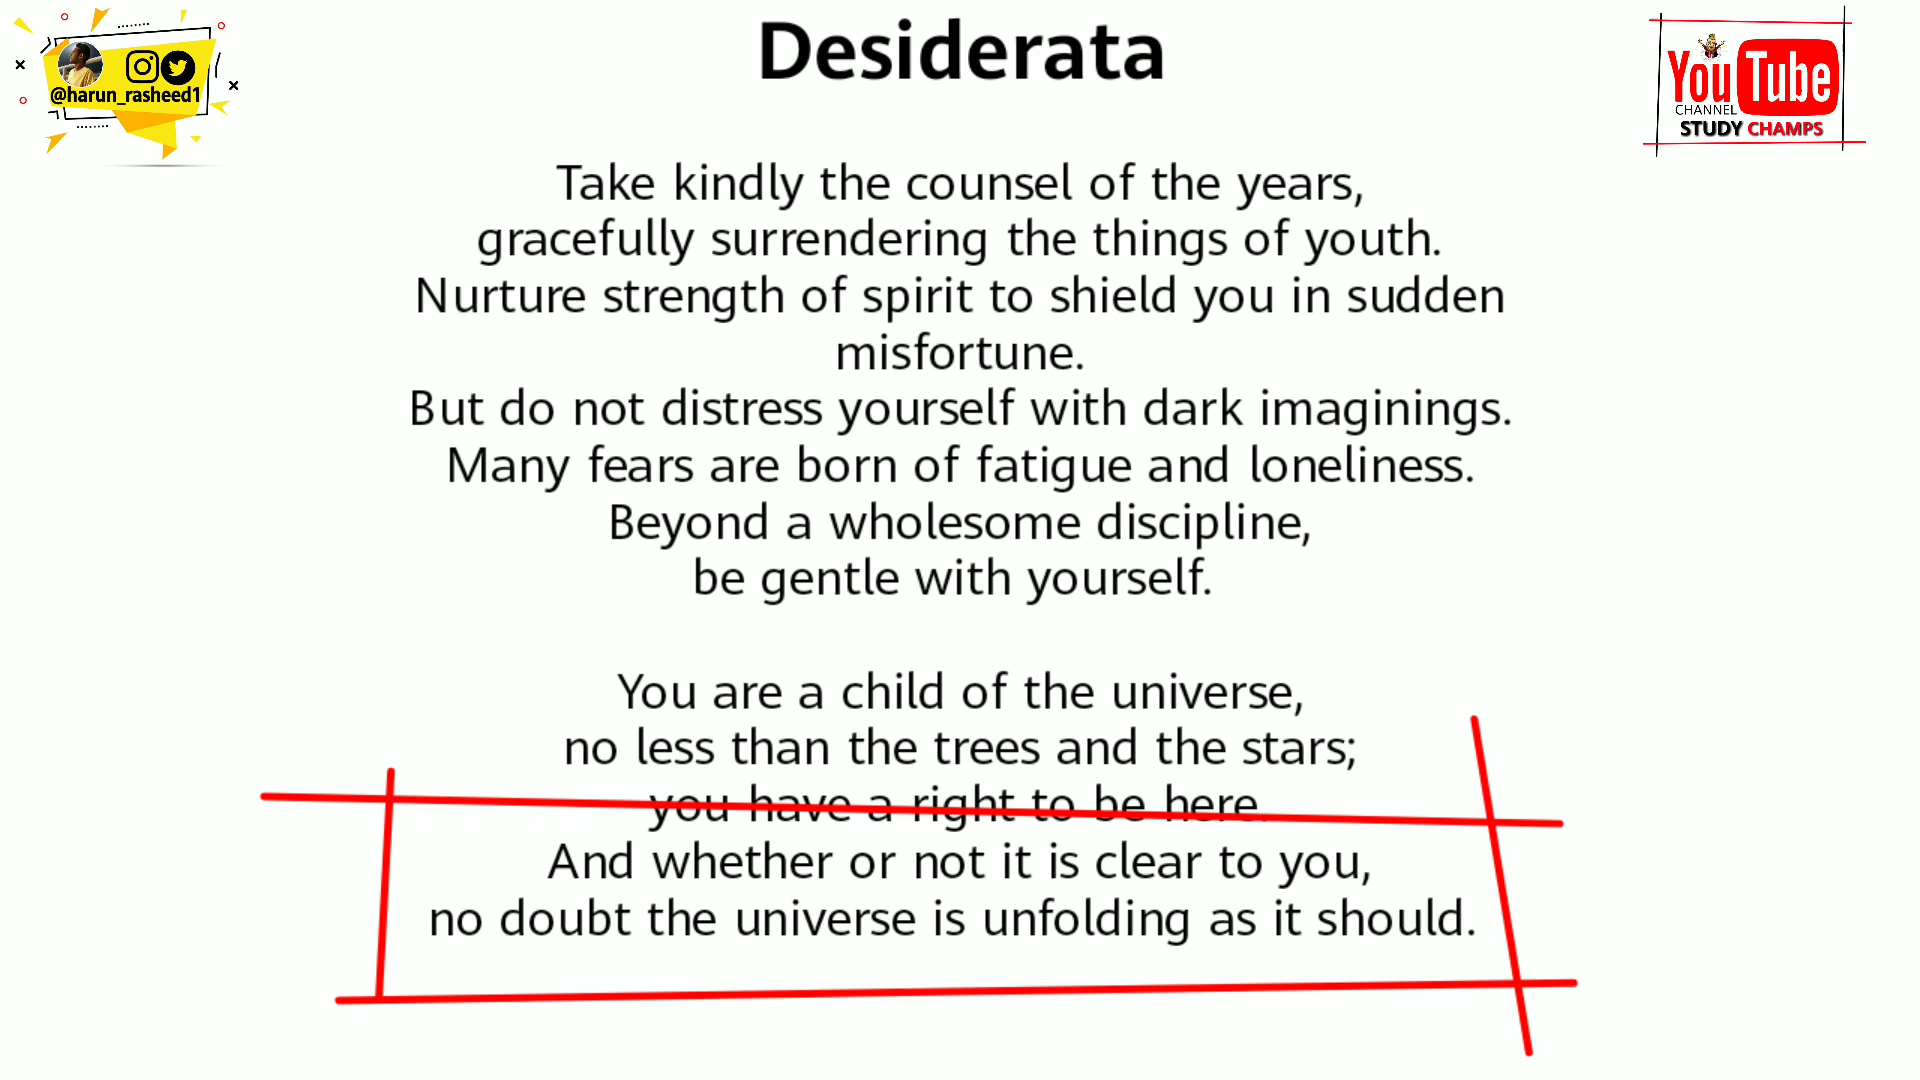 Desiderata
@harun_rasheed1
YouTube
CHANNEL
STUDY CHAMPS
Take kindly the counsel of the years,
gracefully surrendering the things of youth.
Nurture strength of spirit to shield you in sudden
misfortune.
But do not distress yourself with dark imaginings.
Many fears are born of fatigue and loneliness.
Beyond a wholesome discipline,
be gentle with yourself.
You are a child of the universe,
no less than the trees and the stars;
you have a right to be here.
And whether or not it is clear to you,
no doubt the universe is unfolding as it should.